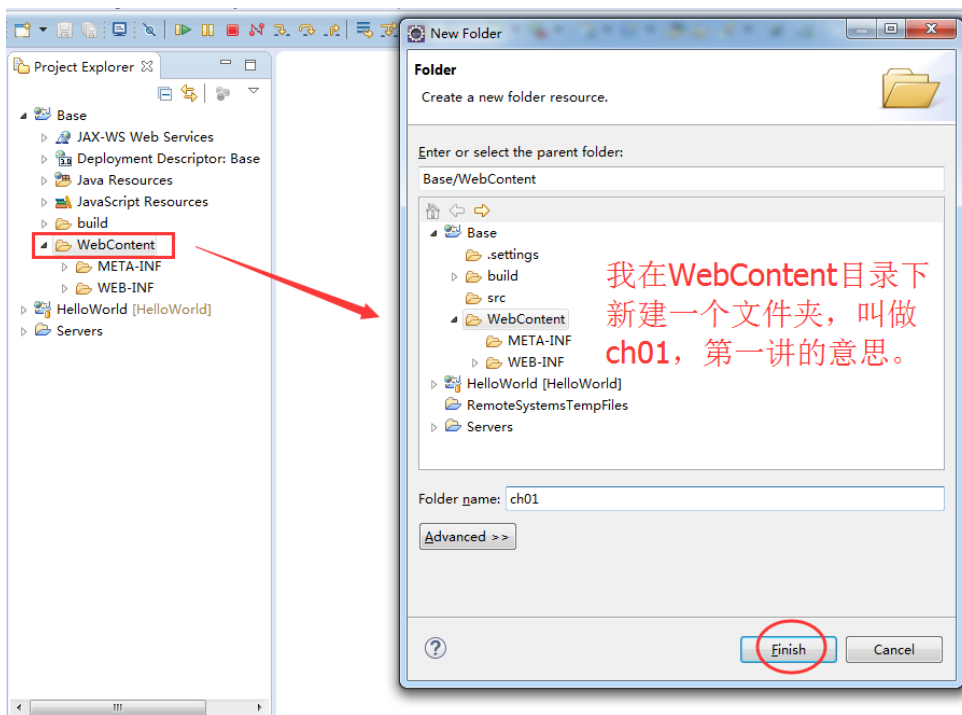 Project Explorer
Base
JAX-WS Web Services
Deployment Descriptor: Base
Java Resources
JavaScript Resources
build
WebContent
META-INF
WEB-INF
HelloWorld [HelloWorld]
Servers
New Folder
Folder
Create a new folder resource.
Enter or select the parent folder:
Base/WebContent
Base
.settings
build
src
WebContent
META-INF
WEB-INF
HelloWorld [HelloWorld]
RemoteSystemsTempFiles
Servers
我在WebContent目录下
新建一个文件夹，叫做
ch01，第一讲的意思。
Folder name: ch01
Advanced >>
Finish
Cancel